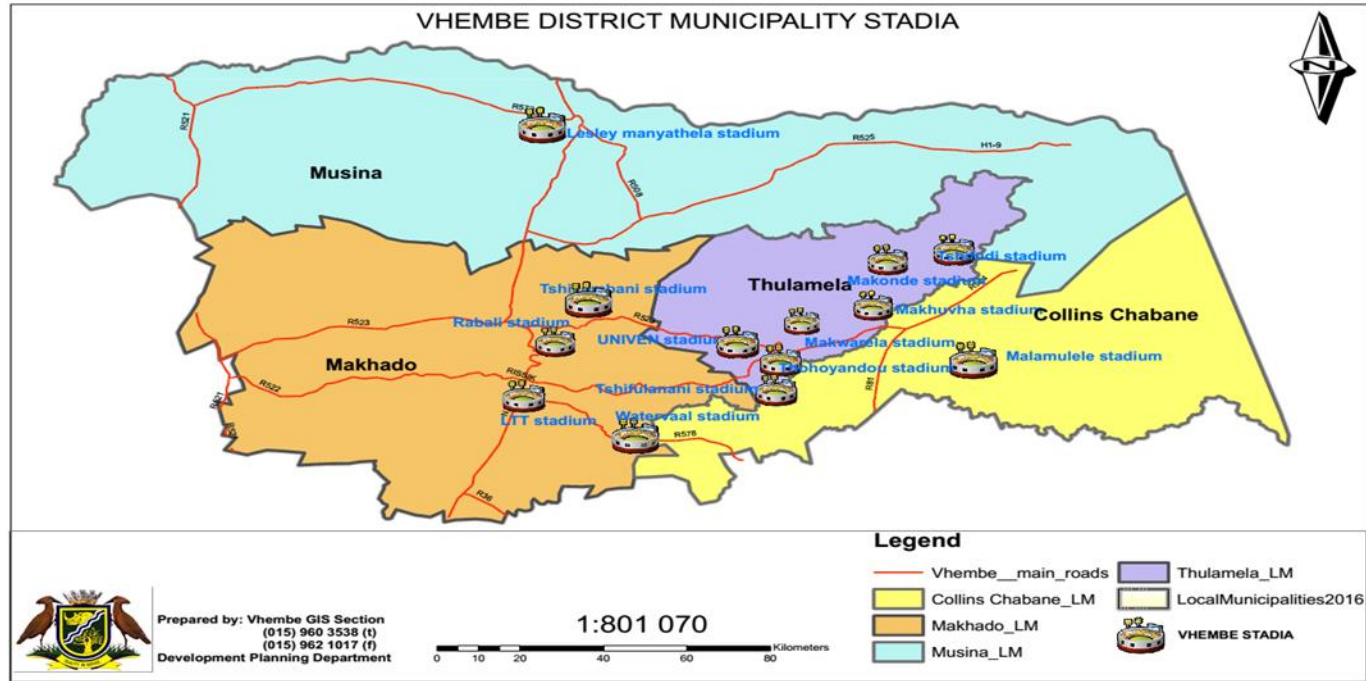 VHEMBE DISTRICT MUNICIPALITY STADIA
N
Lesley manyathela stadium
R521
R525
H1-9
R508
Musina
Tshifudi stadium
Makonde stadium
Thulamela
Makhuvha stadium
Collins Chabane
Rabali stadium
R523
UNIVEN stadium
Makwarela stadium
Malamulele stadium
Makhado
Thohoyandou stadium
R522
Tshifulanani stadium
R81
LTT stadium
Watervaal stadium
R578
R36
Legend
Vhembe__main_roads
Thulamela_LM
Collins Chabane_LM
LocalMunicipalities2016
Makhado_LM
VHEMBE STADIA
Musina_LM
Prepared by: Vhembe GIS Section
(015) 960 3538 (t)
(015) 962 1017 (f)
Development Planning Department
1:801 070
0 5 10 20 40 60 80
Kilometers